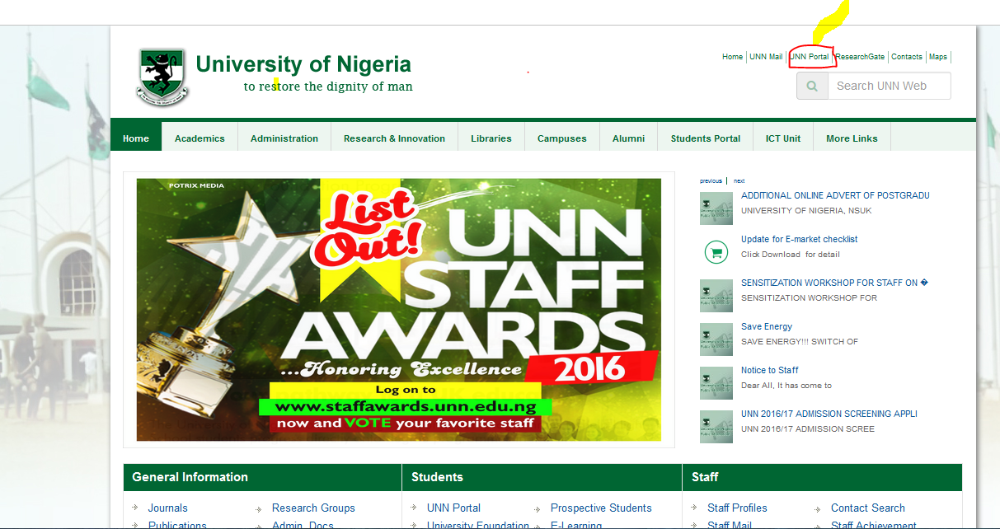 University of Nigeria
to restore the dignity of man
Home UNN Mail UNN Portal ResearchGate Contacts Maps
Search UNN Web
Home Academics Administration Research & Innovation Libraries Campuses Alumni Students Portal ICT Unit More Links
POTRIX MEDIA
List
Out!
UNN
STAFF
AWARDS
...Honoring Excellence 2016
Log on to
www.staffawards.unn.edu.ng
now and VOTE your favorite staff
previous | next
ADDITIONAL ONLINE ADVERT OF POSTGRADU
UNIVERSITY OF NIGERIA, NSUK
Update for E-market checklist
Click Download for detail
SENSITIZATION WORKSHOP FOR STAFF ON �
SENSITIZATION WORKSHOP FOR
Save Energy
SAVE ENERGY!!! SWITCH OF
Notice to Staff
Dear All, It has come to
UNN 2016/17 ADMISSION SCREENING APPLI
UNN 2016/17 ADMISSION SCREE
General Information
Journals Research Groups
Publications Admin. Docs
Students
UNN Portal Prospective Students
University Foundation E-Learning
Staff
Staff Profiles Contact Search
Staff Mail Staff Achievement